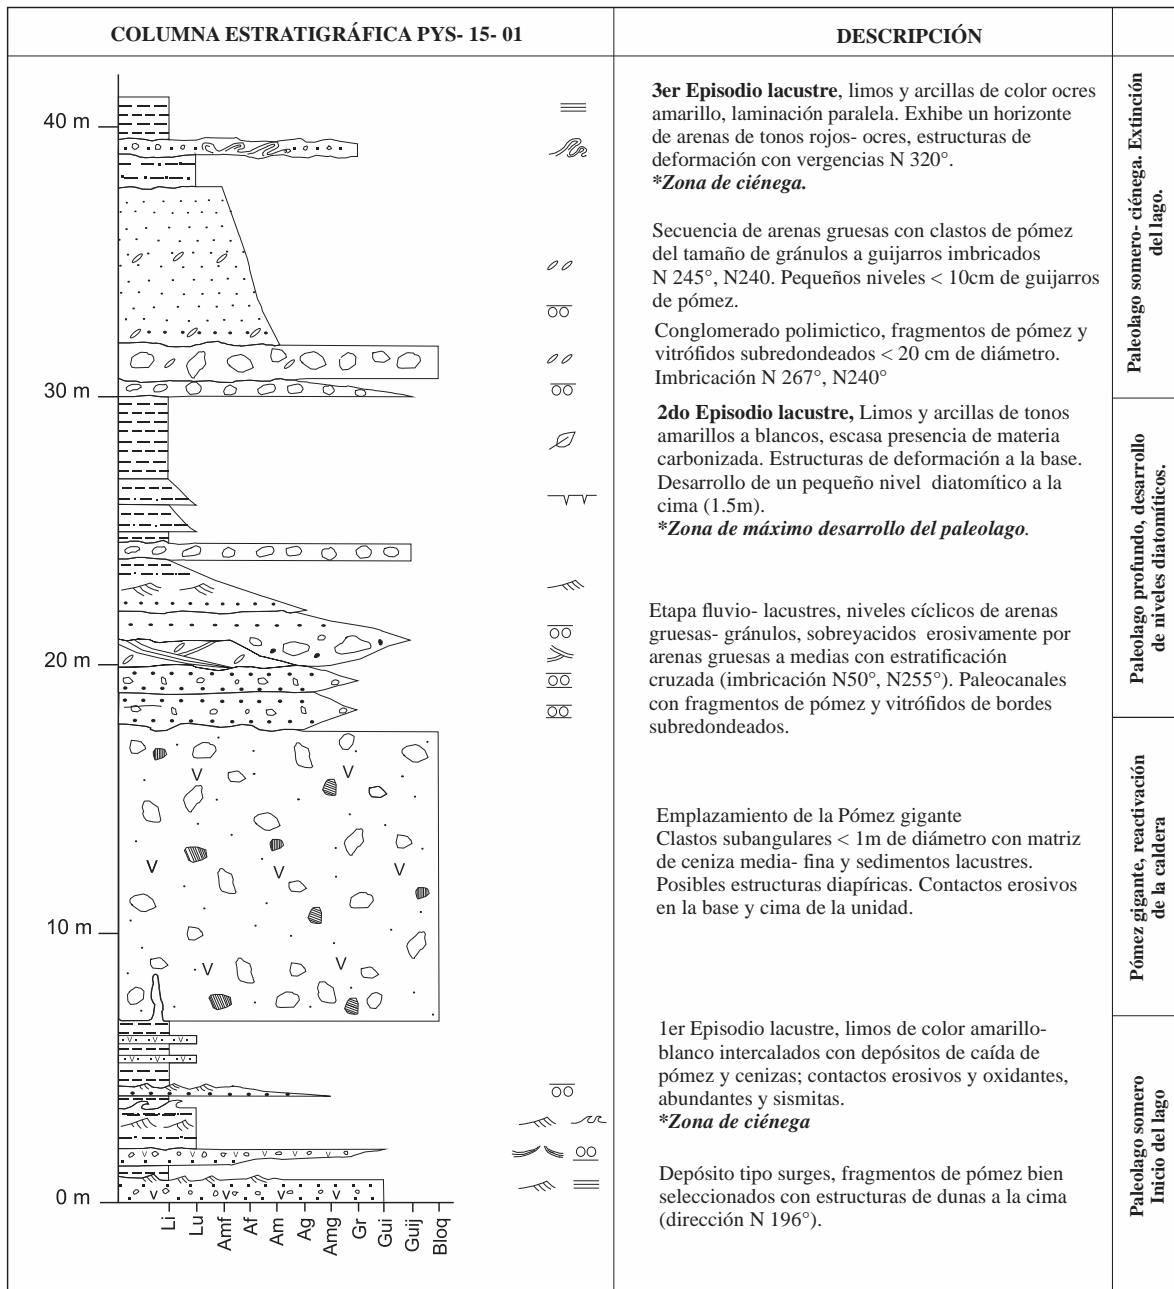 COLUMNA ESTRATIGRÁFICA PYS- 15- 01
DESCRIPCIÓN
40 m
30 m
20 m
10 m
0 m
Li
Lu
Amf
Af
Am
Ag
Amg
Gr
Gui
Guij
Bloq
3er Episodio lacustre, limos y arcillas de color ocres
amarillo, laminación paralela. Exhibe un horizonte
de arenas de tonos rojos- ocres, estructuras de
deformación con vergencias N 320°.
*Zona de ciénega.
Secuencia de arenas gruesas con clastos de pómez
del tamaño de gránulos a guijarros imbricados
N 245°, N240. Pequeños niveles < 10cm de guijarros
de pómez.
Conglomerado polimictico, fragmentos de pómez y
vitrófidos subredondeados < 20 cm de diámetro.
Imbricación N 267°, N240°
2do Episodio lacustre, Limos y arcillas de tonos
amarillos a blancos, escasa presencia de materia
carbonizada. Estructuras de deformación a la base.
Desarrollo de un pequeño nivel diatomítico a la
cima (1.5m).
*Zona de máximo desarrollo del paleolago.
Etapa fluvio- lacustres, niveles cíclicos de arenas
gruesas- gránulos, sobreyacidos erosivamente por
arenas gruesas a medias con estratificación
cruzada (imbricación N50°, N255°). Paleocanales
con fragmentos de pómez y vitrófidos de bordes
subredondeados.
Emplazamiento de la Pómez gigante
Clastos subangulares < 1m de diámetro con matriz
de ceniza media- fina y sedimentos lacustres.
Posibles estructuras diapíricas. Contactos erosivos
en la base y cima de la unidad.
1er Episodio lacustre, limos de color amarillo-
blanco intercalados con depósitos de caída de
pómez y cenizas; contactos erosivos y oxidantes,
abundantes y sismitas.
*Zona de ciénega
Depósito tipo surges, fragmentos de pómez bien
seleccionados con estructuras de dunas a la cima
(dirección N 196°).
Paleolago somero- ciénega. Extinción
del lago.
Paleolago profundo, desarrollo
de niveles diatomíticos.
Pómez gigante, reactivación
de la caldera
Paleolago somero
Inicio del lago